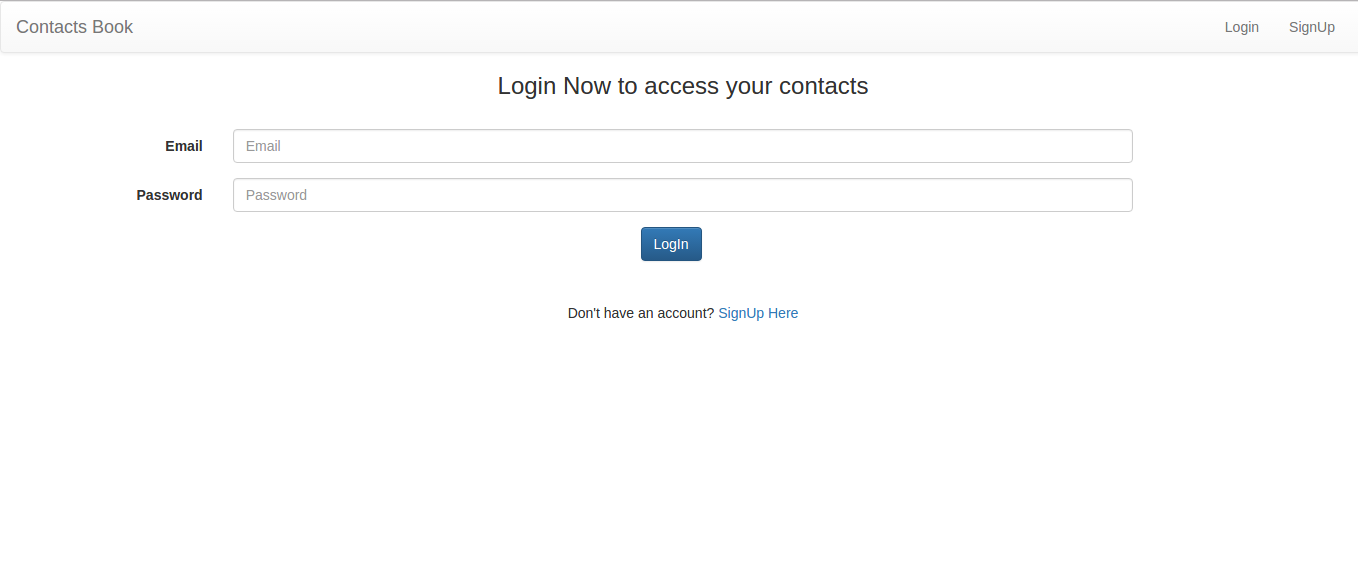 Contacts Book Login SignUp
Login Now to access your contacts
Email Email
Password Password
LogIn
Don't have an account? SignUp Here